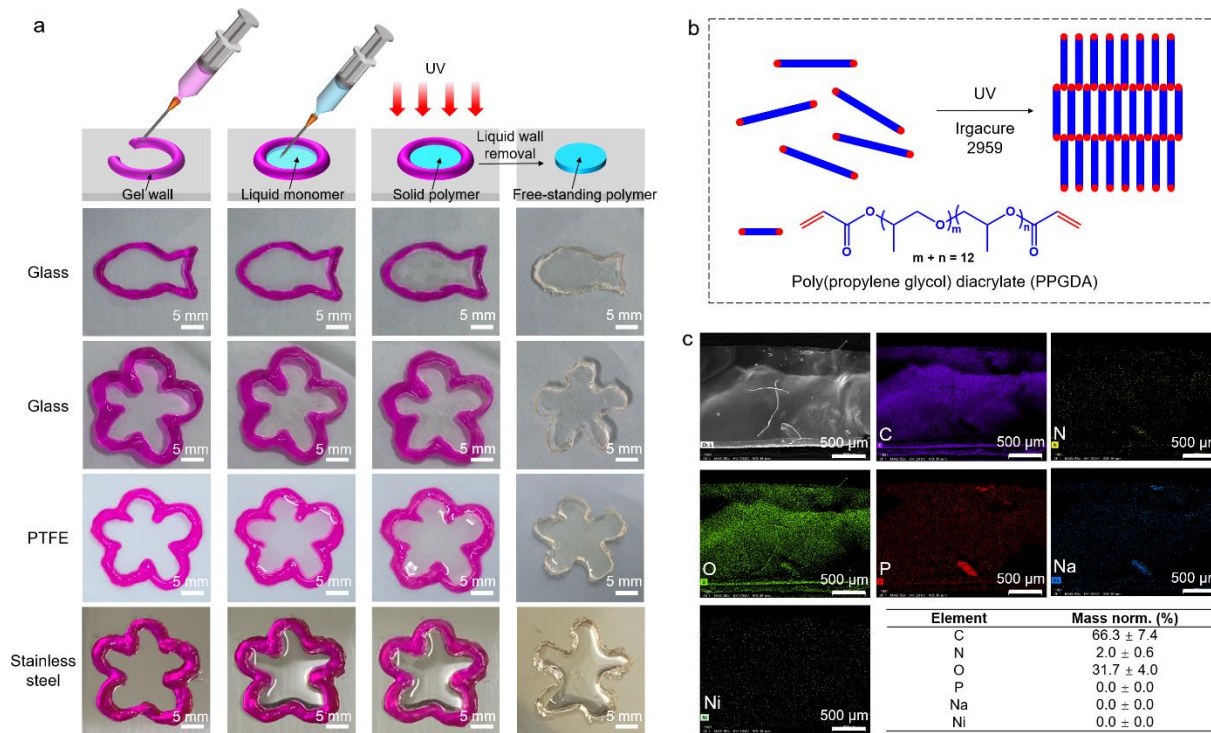 a
UV
Liquid wall
removal
Gel wall
Liquid monomer
Solid polymer
Free-standing polymer
Glass
5 mm
5 mm
5 mm
5 mm
Glass
5 mm
5 mm
5 mm
5 mm
PTFE
5 mm
5 mm
5 mm
5 mm
Stainless
steel
5 mm
5 mm
5 mm
5 mm
b
UV
Irgacure
2959
O
O
m
O
n
O
O
m + n = 12
Poly(propylene glycol) diacrylate (PPGDA)
c
500 µm
C
500 µm
N
500 µm
O
500 µm
P
500 µm
Na
500 µm
Ni
500 µm
Element Mass norm. (%)
C 66.3 ± 7.4
N 2.0 ± 0.6
O 31.7 ± 4.0
P 0.0 ± 0.0
Na 0.0 ± 0.0
Ni 0.0 ± 0.0